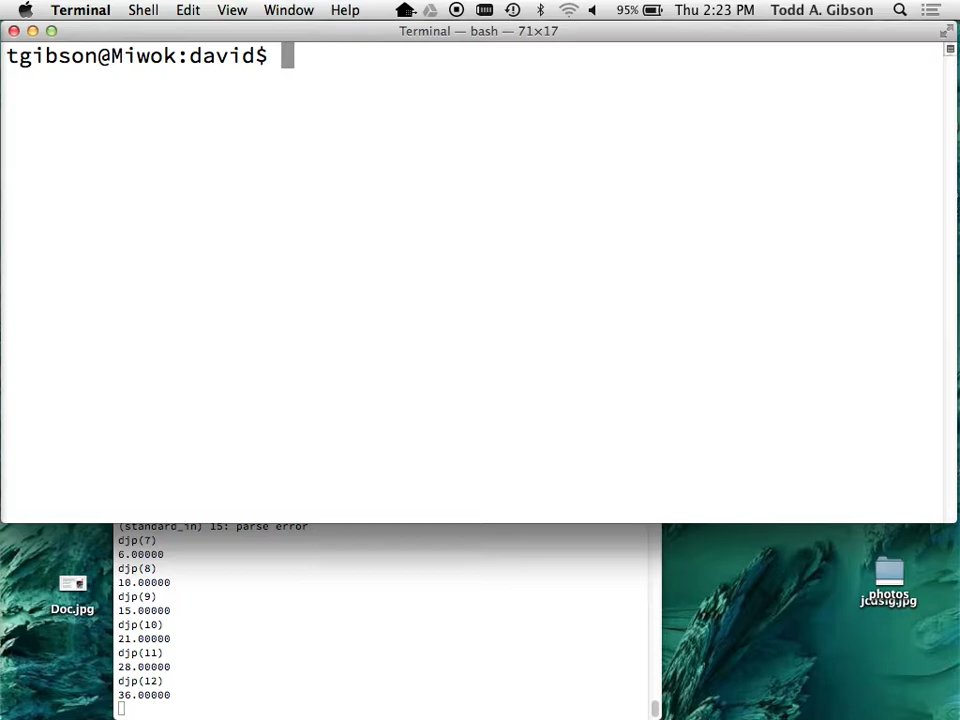 Terminal Shell Edit View Window Help 95% Thu 2:23 PM Todd A. Gibson
Terminal — bash — 71×17
tgibson@Miwok:david$
(standard_in) 15: parse error
djp(7)
6.00000
djp(8)
10.00000
djp(9)
15.00000
djp(10)
21.00000
djp(11)
28.00000
djp(12)
36.00000
Doc.jpg
photos
jcdsig.jpg